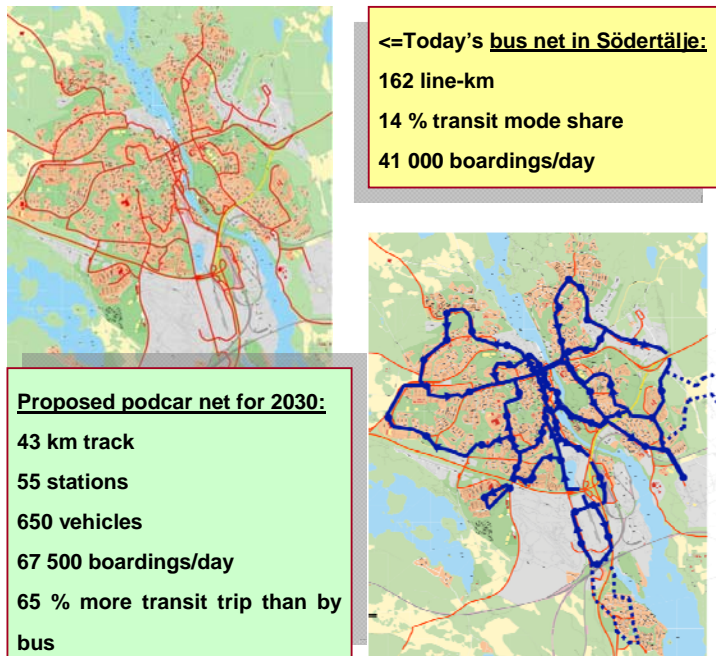 <=Today's bus net in Södertälje:
162 line-km
14 % transit mode share
41 000 boardings/day
Proposed podcar net for 2030:
43 km track
55 stations
650 vehicles
67 500 boardings/day
65 % more transit trip than by
bus
=